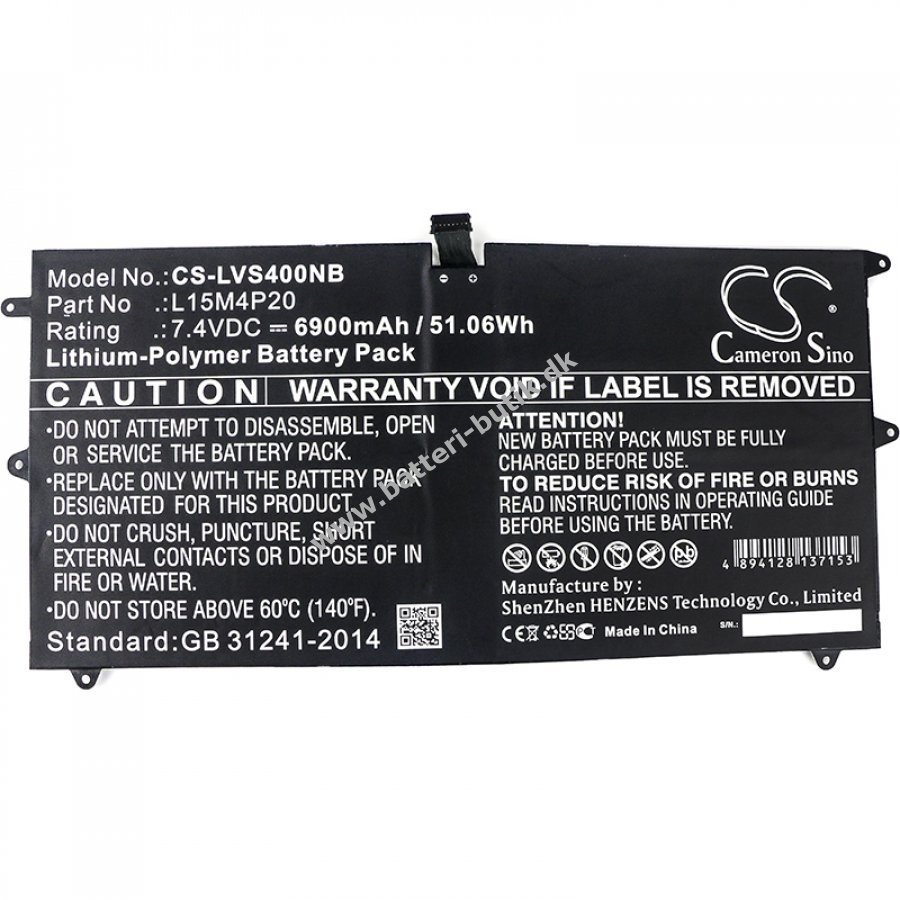 Model No.:CS-LVS400NB
Part No .:L15M4P20
Rating .:7.4VDC ⎓ 6900mAh / 51.06Wh
Lithium-Polymer Battery Pack
CS
®
Cameron Sino
CAUTION
WARRANTY VOID IF LABEL IS REMOVED
•DO NOT ATTEMPT TO DISASSEMBLE, OPEN
OR SERVICE THE BATTERY PACK.
•REPLACE ONLY WITH THE BATTERY PACK
DESIGNATED FOR THIS PRODUCT.
•DO NOT CRUSH, PUNCTURE, SHORT
EXTERNAL CONTACTS OR DISPOSE OF IN
FIRE OR WATER.
•DO NOT STORE ABOVE 60℃ (140℉).
Standard:GB 31241-2014
ATTENTION!
NEW BATTERY PACK MUST BE FULLY
CHARGED BEFORE USE.
TO REDUCE RISK OF FIRE OR BURNS
READ INSTRUCTIONS IN OPERATING GUIDE
BEFORE USING THE BATTERY.
4 894128 137153
Manufacture by :
ShenZhen HENZENS Technology Co., Limited
CE Made In China
S/N.:
www.batteri-butik.dk